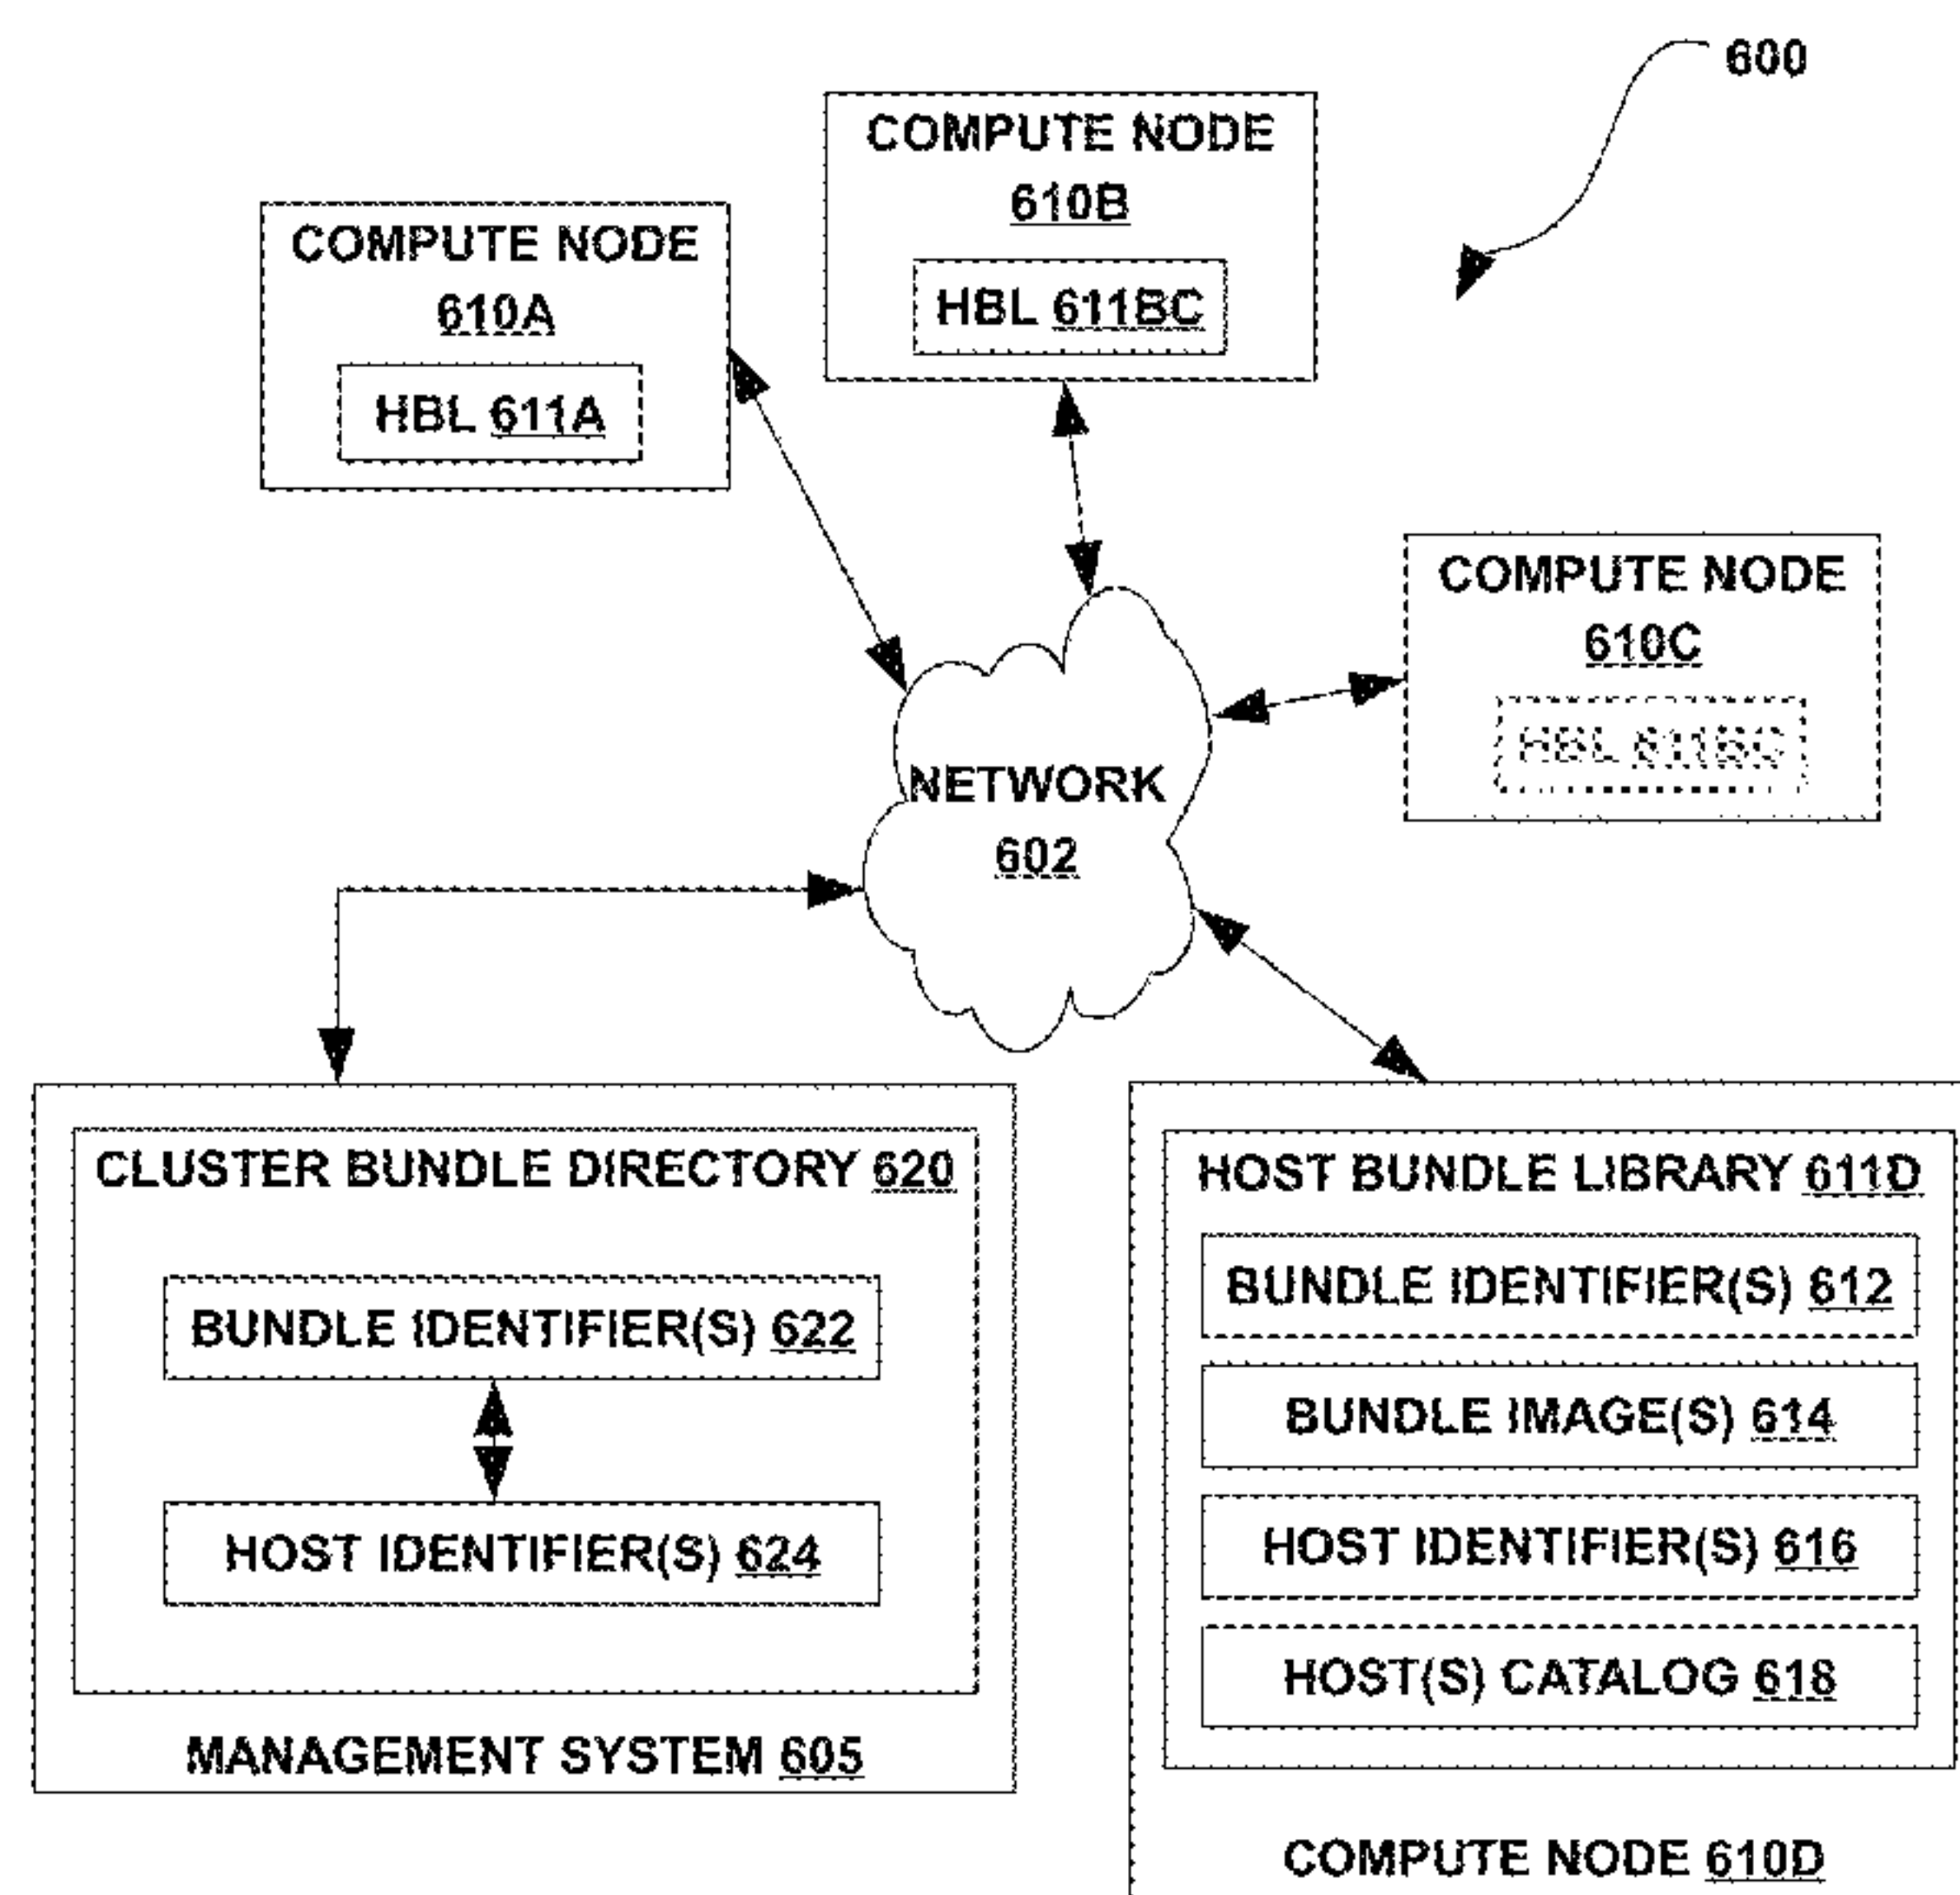 600
COMPUTE NODE
610B
HBL 611BC
COMPUTE NODE
610A
HBL 611A
COMPUTE NODE
610C
HBL 611BC
NETWORK
602
CLUSTER BUNDLE DIRECTORY 620
BUNDLE IDENTIFIER(S) 622
HOST IDENTIFIER(S) 624
MANAGEMENT SYSTEM 605
HOST BUNDLE LIBRARY 611D
BUNDLE IDENTIFIER(S) 612
BUNDLE IMAGE(S) 614
HOST IDENTIFIER(S) 616
HOST(S) CATALOG 618
COMPUTE NODE 610D